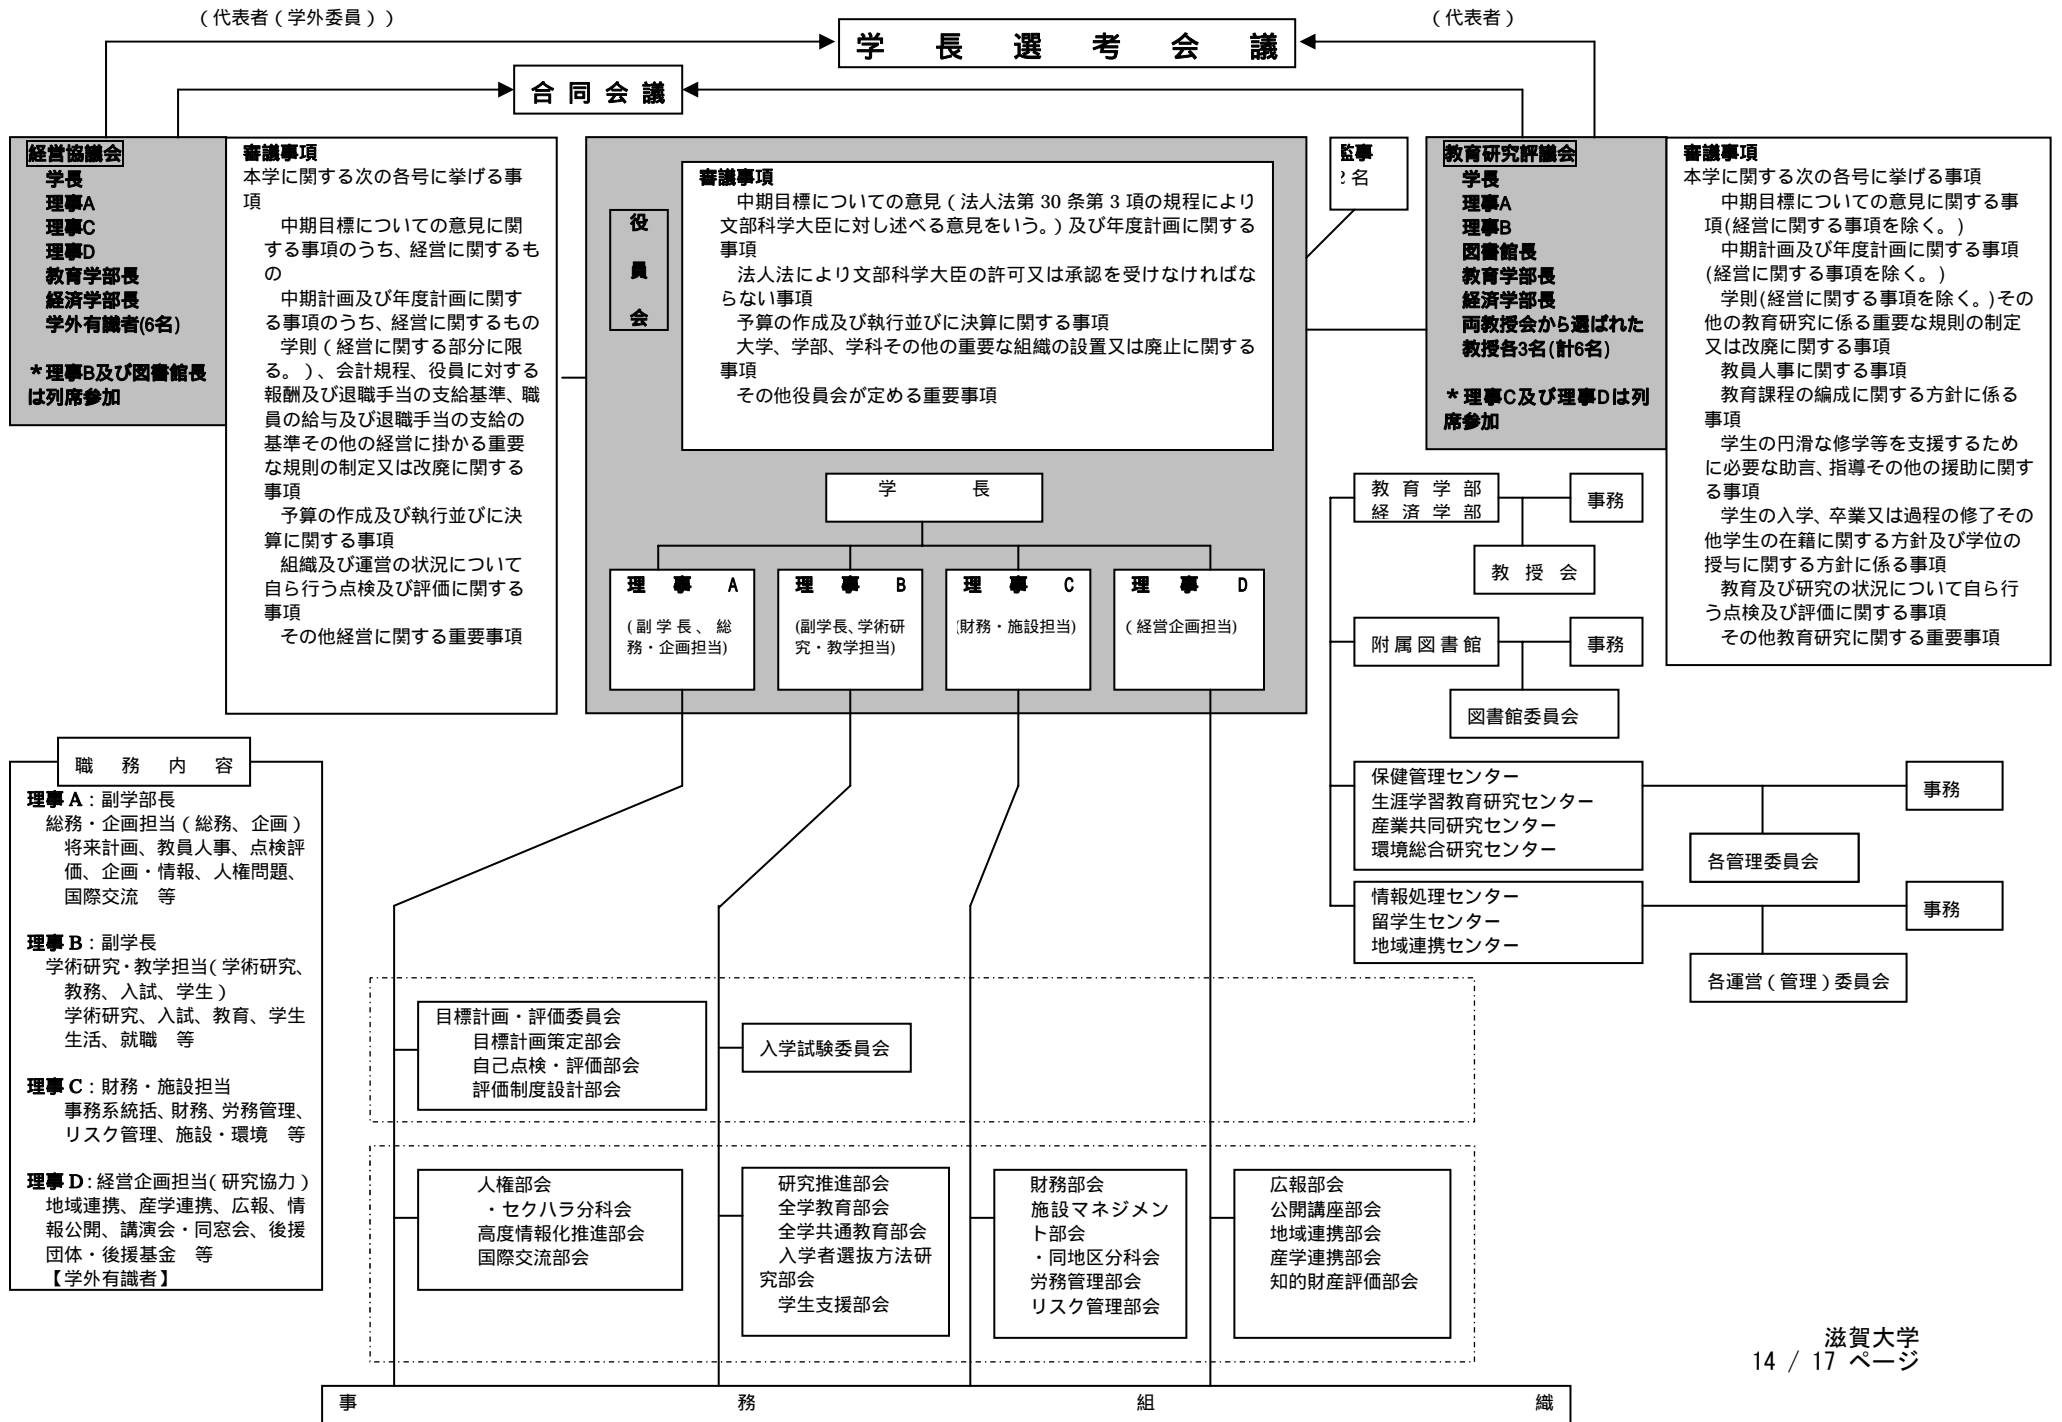 （代表者（学外委員））
（代表者）
学長選考会議
合同会議
経営協議会
学長
理事A
理事C
理事D
教育学部長
経済学部長
学外有識者(6名)
＊理事B及び図書館長
は列席参加
審議事項
本学に関する次の各号に挙げる事
項
中期目標についての意見に関
する事項のうち、経営に関するも
の
中期計画及び年度計画に関す
る事項のうち、経営に関するもの
学則（経営に関する部分に限
る。）、会計規程、役員に対する
報酬及び退職手当の支給基準、職
員の給与及び退職手当の支給の
基準その他の経営に掛かる重要
な規則の制定又は改廃に関する
事項
予算の作成及び執行並びに決
算に関する事項
組織及び運営の状況について
自ら行う点検及び評価に関する
事項
その他経営に関する重要事項
役
員
会
審議事項
中期目標についての意見（法人法第 30 条第 3 項の規程により
文部科学大臣に対し述べる意見をいう。）及び年度計画に関する
事項
法人法により文部科学大臣の許可又は承認を受けなければな
らない事項
予算の作成及び執行並びに決算に関する事項
大学、学部、学科その他の重要な組織の設置又は廃止に関する
事項
その他役員会が定める重要事項
学長
理事A
(副学長、総
務・企画担当)
理事B
(副学長、学術研
究・教学担当)
理事C
(財務・施設担当)
理事D
(経営企画担当)
監事
2 名
教育研究評議会
学長
理事A
理事B
図書館長
教育学部長
経済学部長
両教授会から選ばれた
教授各3名(計6名)
＊理事C及び理事Dは列
席参加
審議事項
本学に関する次の各号に挙げる事項
中期目標についての意見に関する事
項(経営に関する事項を除く。)
中期計画及び年度計画に関する事項
(経営に関する事項を除く。)
学則(経営に関する事項を除く。)その
他の教育研究に係る重要な規則の制定
又は改廃に関する事項
教員人事に関する事項
教育課程の編成に関する方針に係る
事項
学生の円滑な修学等を支援するため
に必要な助言、指導その他の援助に関す
る事項
学生の入学、卒業又は過程の修了その
他学生の在籍に関する方針及び学位の
授与に関する方針に係る事項
教育及び研究の状況について自ら行
う点検及び評価に関する事項
その他教育研究に関する重要事項
教育学部
経済学部
事務
教授会
附属図書館
事務
図書館委員会
保健管理センター
生涯学習教育研究センター
産業共同研究センター
環境総合研究センター
事務
各管理委員会
情報処理センター
留学生センター
地域連携センター
事務
各運営（管理）委員会
職務内容
理事 A：副学部長
総務・企画担当（総務、企画）
将来計画、教員人事、点検評
価、企画・情報、人権問題、
国際交流　等
理事 B：副学長
学術研究・教学担当（学術研究、
教務、入試、学生）
学術研究、入試、教育、学生
生活、就職　等
理事 C：財務・施設担当
事務系統括、財務、労務管理、
リスク管理、施設・環境　等
理事 D：経営企画担当（研究協力）
地域連携、産学連携、広報、情
報公開、講演会・同窓会、後援
団体・後援基金　等
【学外有識者】
目標計画・評価委員会
目標計画策定部会
自己点検・評価部会
評価制度設計部会
入学試験委員会
人権部会
・セクハラ分科会
高度情報化推進部会
国際交流部会
研究推進部会
全学教育部会
全学共通教育部会
入学者選抜方法研
究部会
学生支援部会
財務部会
施設マネジメン
ト部会
・同地区分科会
労務管理部会
リスク管理部会
広報部会
公開講座部会
地域連携部会
産学連携部会
知的財産評価部会
事務組織
滋賀大学
14 / 17 ページ